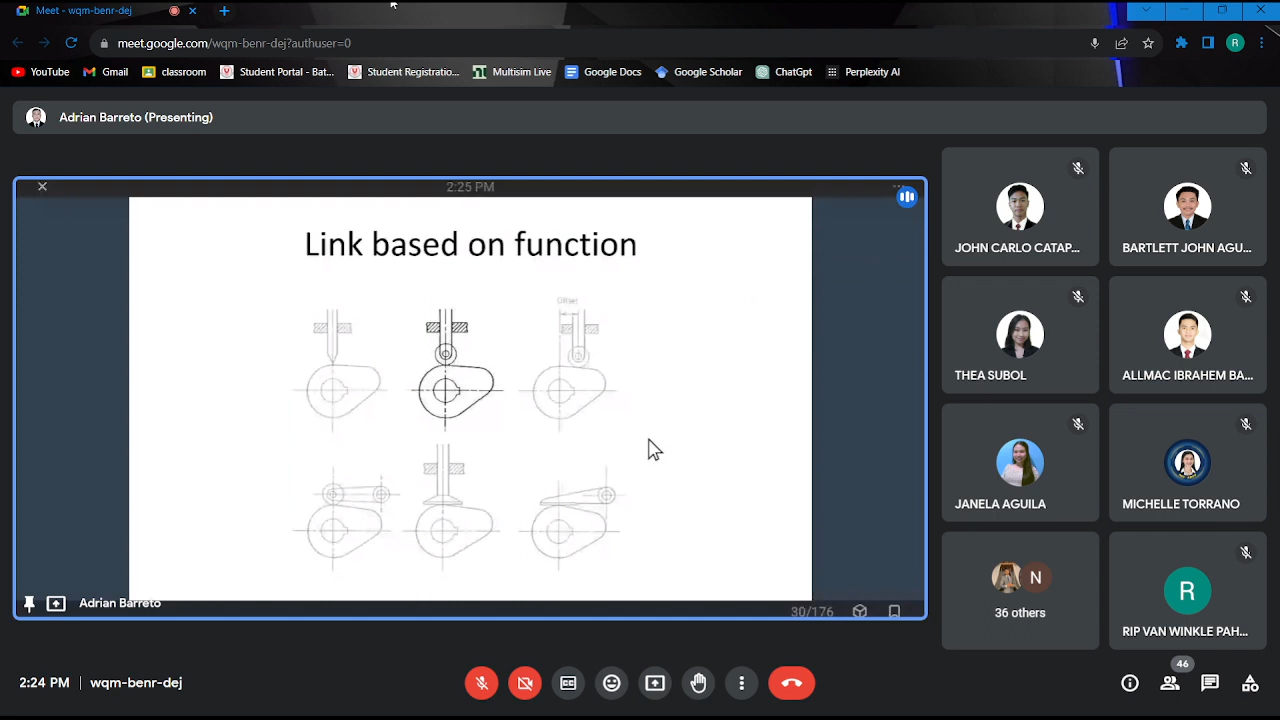 Meet - wqm-benr-dej
meet.google.com/wqm-benr-dej?authuser=0
YouTube
Gmail
classroom
Student Portal – Bat...
Student Registratio...
Multisim Live
Google Docs
Google Scholar
ChatGpt
Perplexity AI
R
Adrian Barreto (Presenting)
2:25 PM
Link based on function
Offset
Adrian Barreto
30/176
JOHN CARLO CATAP...
BARTLETT JOHN AGU...
THEA SUBOL
ALLMAC IBRAHEM BA...
JANELA AGUILA
MICHELLE TORRANO
N
36 others
R
RIP VAN WINKLE PAH...
2:24 PM
wqm-benr-dej
46